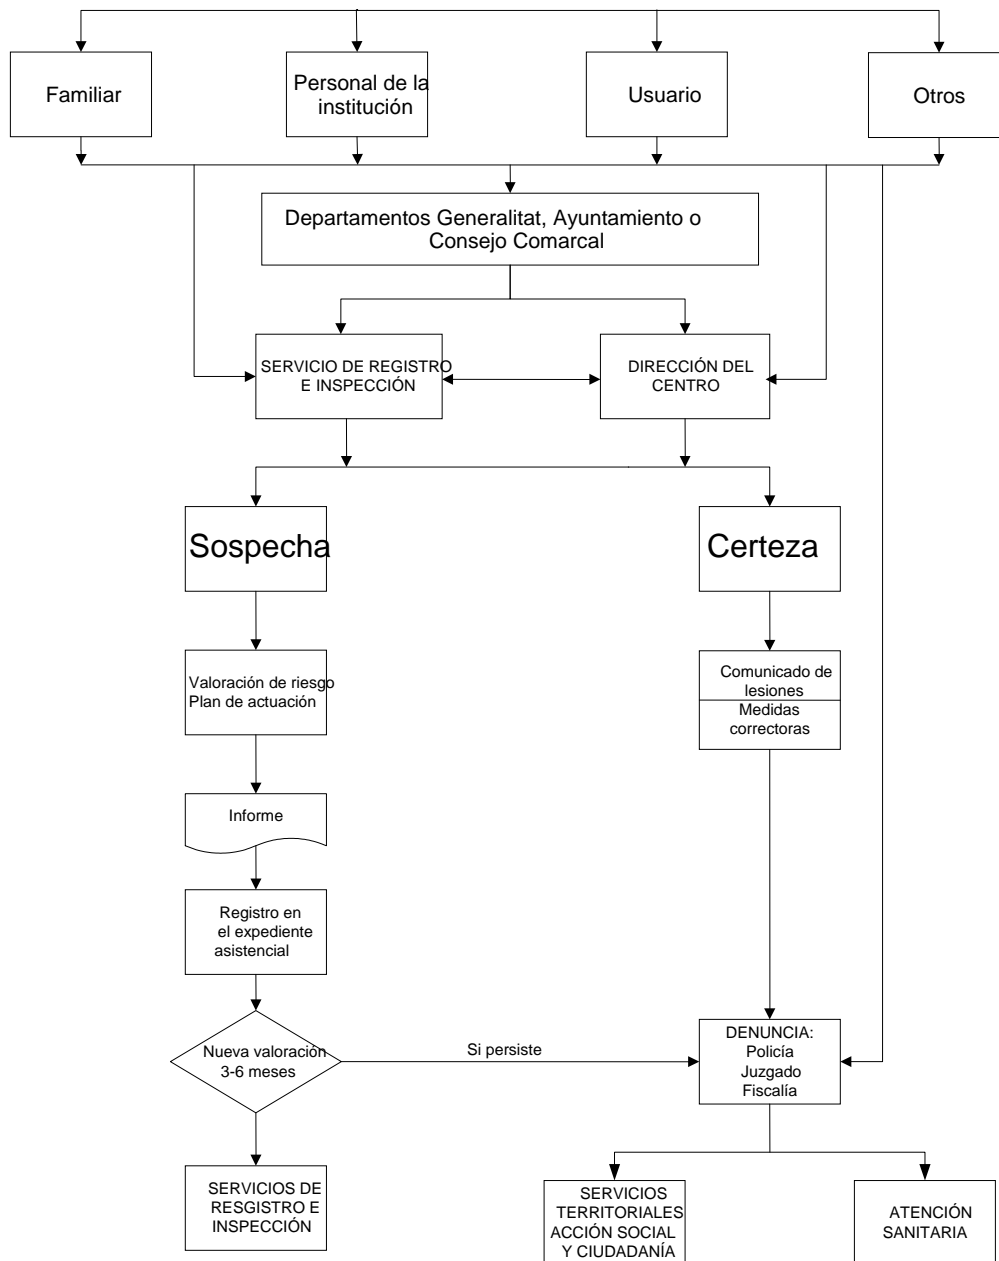 Familiar
Personal de la
institución
Usuario
Otros
Departamentos Generalitat, Ayuntamiento o
Consejo Comarcal
SERVICIO DE REGISTRO
E INSPECCIÓN
DIRECCIÓN DEL
CENTRO
Sospecha
Certeza
Valoración de riesgo
Plan de actuación
Comunicado de
lesiones
Medidas
correctoras
Informe
Registro en
el expediente
asistencial
Nueva valoración
3-6 meses
Si persiste
DENUNCIA:
Policía
Juzgado
Fiscalía
SERVICIOS DE
RESGISTRO E
INSPECCIÓN
SERVICIOS
TERRITORIALES
ACCIÓN SOCIAL
Y CIUDADANÍA
ATENCIÓN
SANITARIA